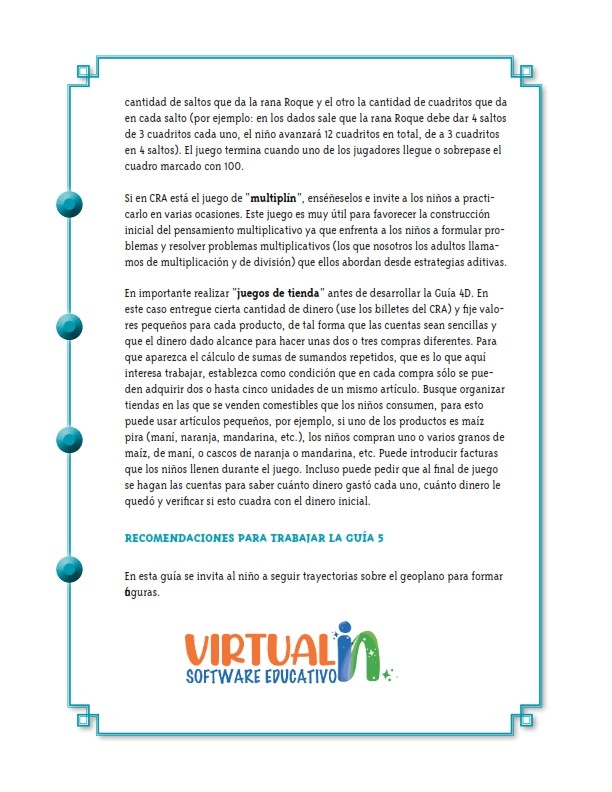 cantidad de saltos que da la rana Roque y el otro la cantidad de cuadritos que da
en cada salto (por ejemplo: en los dados sale que la rana Roque debe dar 4 saltos
de 3 cuadritos cada uno, el niño avanzará 12 cuadritos en total, de a 3 cuadritos
en 4 saltos). El juego termina cuando uno de los jugadores llegue o sobrepase el
cuadro marcado con 100.
Si en CRA está el juego de "multiplín", enséñeselos e invite a los niños a practi-
carlo en varias ocasiones. Este juego es muy útil para favorecer la construcción
inicial del pensamiento multiplicativo ya que enfrenta a los niños a formular pro-
blemas y resolver problemas multiplicativos (los que nosotros los adultos llama-
mos de multiplicación y de división) que ellos abordan desde estrategias aditivas.
En importante realizar "juegos de tienda" antes de desarrollar la Guía 4D. En
este caso entregue cierta cantidad de dinero (use los billetes del CRA) y fije valo-
res pequeños para cada producto, de tal forma que las cuentas sean sencillas y
que el dinero dado alcance para hacer unas dos o tres compras diferentes. Para
que aparezca el cálculo de sumas de sumandos repetidos, que es lo que aquí
interesa trabajar, establezca como condición que en cada compra sólo se pue-
den adquirir dos o hasta cinco unidades de un mismo artículo. Busque organizar
tiendas en las que se venden comestibles que los niños consumen, para esto
puede usar artículos pequeños, por ejemplo, si uno de los productos es maíz
pira (maní, naranja, mandarina, etc.), los niños compran uno o varios granos de
maíz, de maní, o cascos de naranja o mandarina, etc. Puede introducir facturas
que los niños llenen durante el juego. Incluso puede pedir que al final de juego
se hagan las cuentas para saber cuánto dinero gastó cada uno, cuánto dinero le
quedó y verificar si esto cuadra con el dinero inicial.
RECOMENDACIONES PARA TRABAJAR LA GUÍA 5
En esta guía se invita al niño a seguir trayectorias sobre el geoplano para formar
figuras.
VIRTUALin
SOFTWARE EDUCATIVO